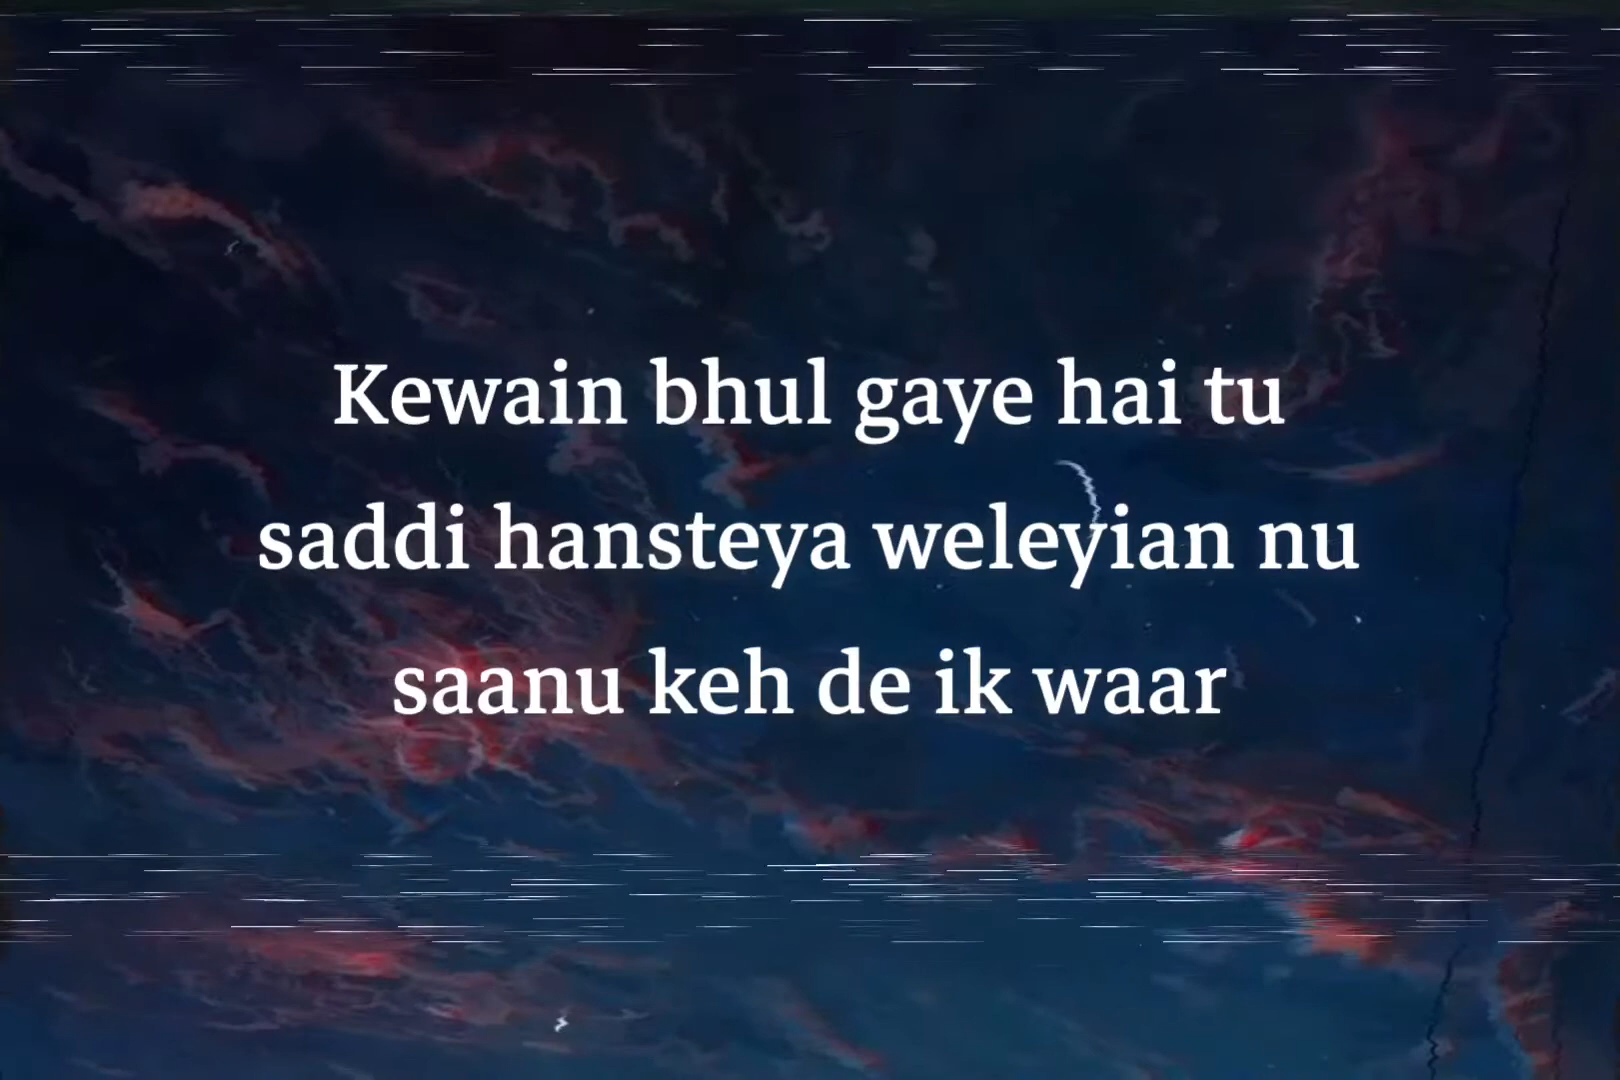 Kewain bhul gaye hai tu
saddi hansteya weleyian nu
saanu keh de ik waar